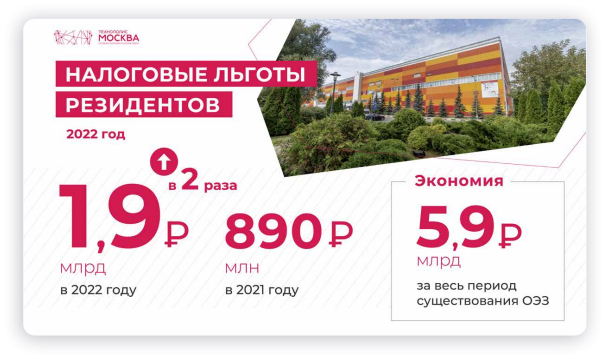 ТЕХНОПОЛИС
МОСКВА
НАЛОГОВЫЕ ЛЬГОТЫ
РЕЗИДЕНТОВ
2022 год
в 2 раза
1,9 ₽
млрд
в 2022 году
890 ₽
млн
в 2021 году
Экономия
5,9 ₽
млрд
за весь период
существования ОЭЗ